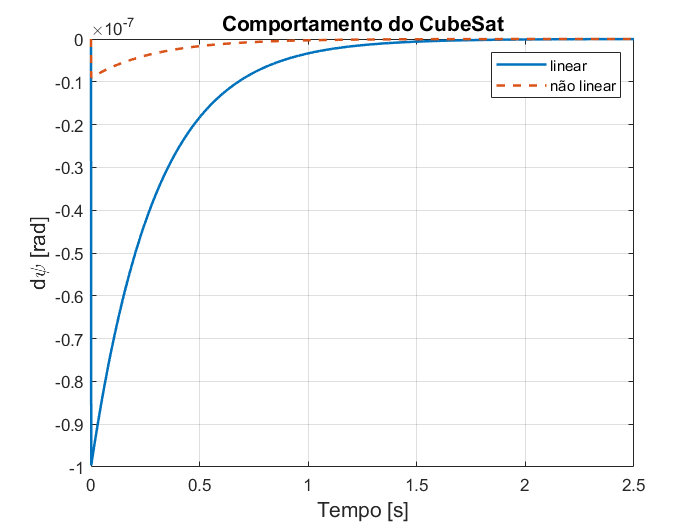 Comportamento do CubeSat
×10⁻⁷
0
-0.1
-0.2
-0.3
-0.4
-0.5
-0.6
-0.7
-0.8
-0.9
-1
dψ [rad]
linear
não linear
0 0.5 1 1.5 2 2.5
Tempo [s]